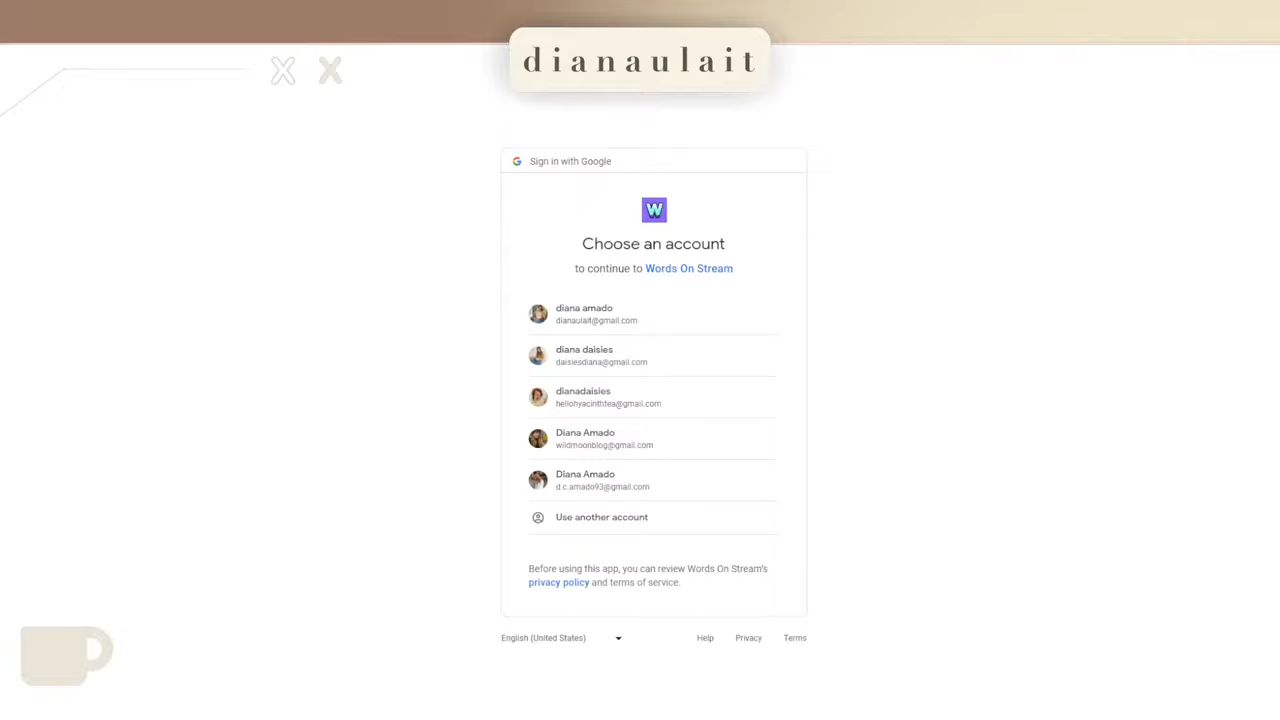 dianaulait
Sign in with Google
W
Choose an account
to continue to Words On Stream
diana amado
dianaulait@gmail.com
diana daisies
daisiesdiana@gmail.com
dianadaisies
hellohyacinthtea@gmail.com
Diana Amado
wildmoonblog@gmail.com
Diana Amado
d.c.amado93@gmail.com
Use another account
Before using this app, you can review Words On Stream's
privacy policy and terms of service.
English (United States)
Help Privacy Terms